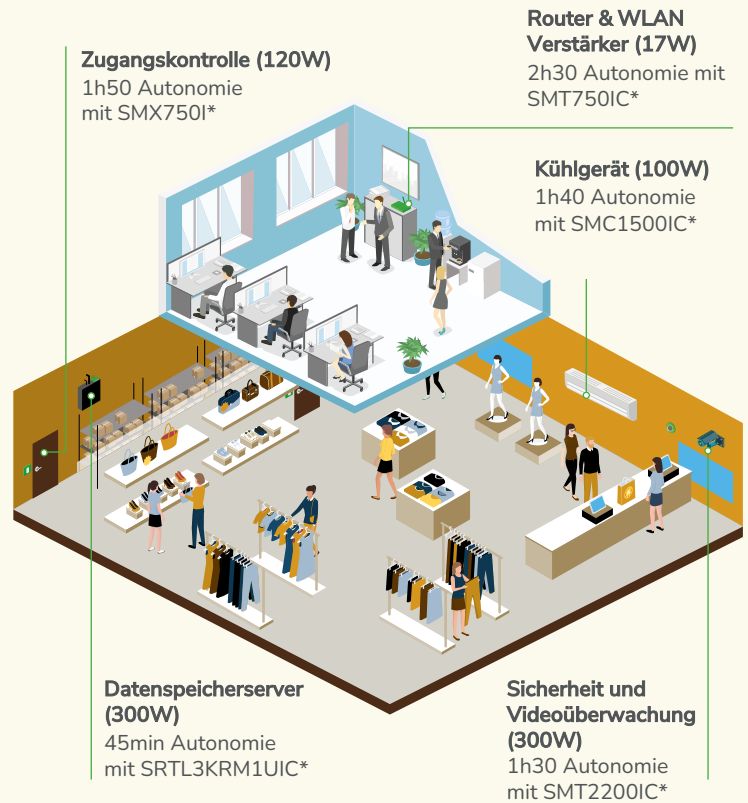 Zugangskontrolle (120W)
1h50 Autonomie
mit SMX750I*
Router & WLAN
Verstärker (17W)
2h30 Autonomie mit
SMT750IC*
Kühlgerät (100W)
1h40 Autonomie
mit SMC1500IC*
Datenspeicherserver
(300W)
45min Autonomie
mit SRTL3KRM1UIC*
Sicherheit und
Videoüberwachung
(300W)
1h30 Autonomie
mit SMT2200IC*